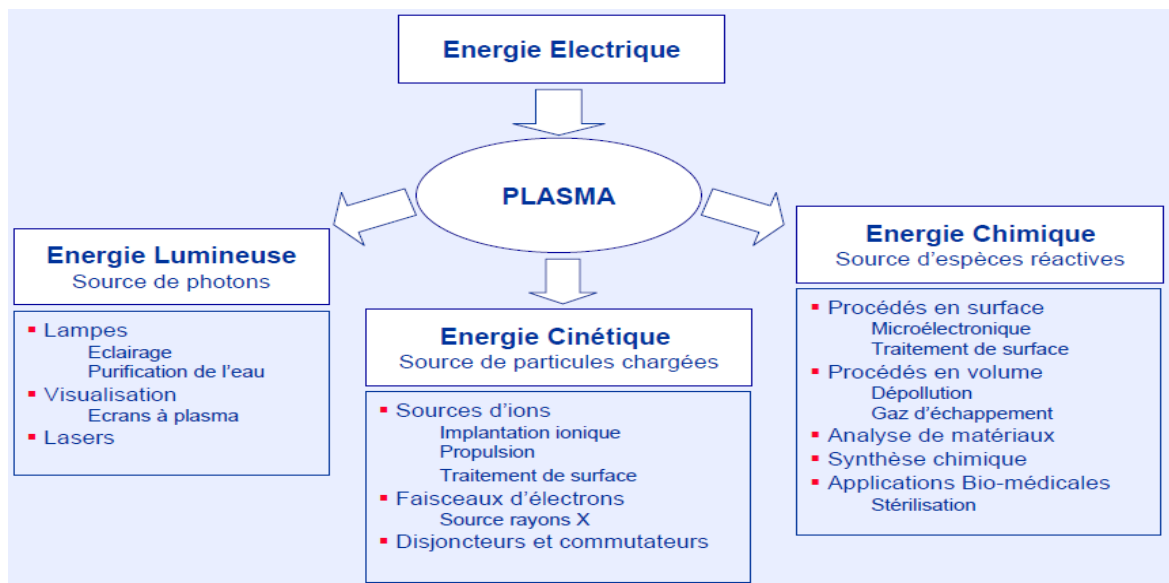 Energie Electrique
PLASMA
Energie Lumineuse
Source de photons
▪ Lampes
Eclairage
Purification de l'eau
▪ Visualisation
Ecrans à plasma
▪ Lasers
Energie Cinétique
Source de particules chargées
▪ Sources d'ions
Implantation ionique
Propulsion
Traitement de surface
▪ Faisceaux d'électrons
Source rayons X
▪ Disjoncteurs et commutateurs
Energie Chimique
Source d'espèces réactives
▪ Procédés en surface
Microélectronique
Traitement de surface
▪ Procédés en volume
Dépollution
Gaz d'échappement
▪ Analyse de matériaux
▪ Synthèse chimique
▪ Applications Bio-médicales
Stérilisation